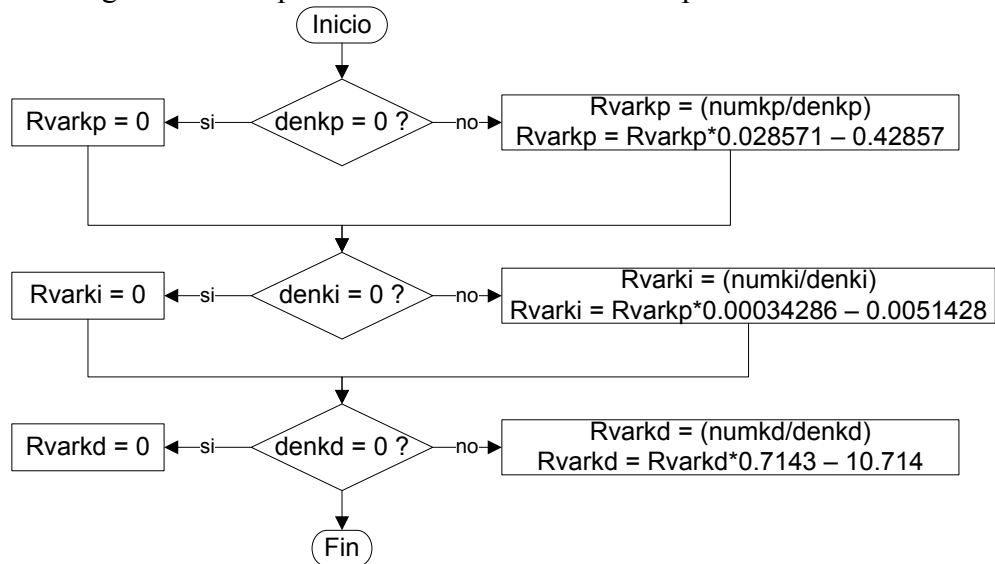 Inicio
Rvarkp = 0
si
denkp = 0 ?
no
Rvarkp = (numkp/denkp)
Rvarkp = Rvarkp*0.028571 – 0.42857
Rvarki = 0
si
denki = 0 ?
no
Rvarki = (numki/denki)
Rvarki = Rvarkp*0.00034286 – 0.0051428
Rvarkd = 0
si
denkd = 0 ?
no
Rvarkd = (numkd/denkd)
Rvarkd = Rvarkd*0.7143 – 10.714
Fin